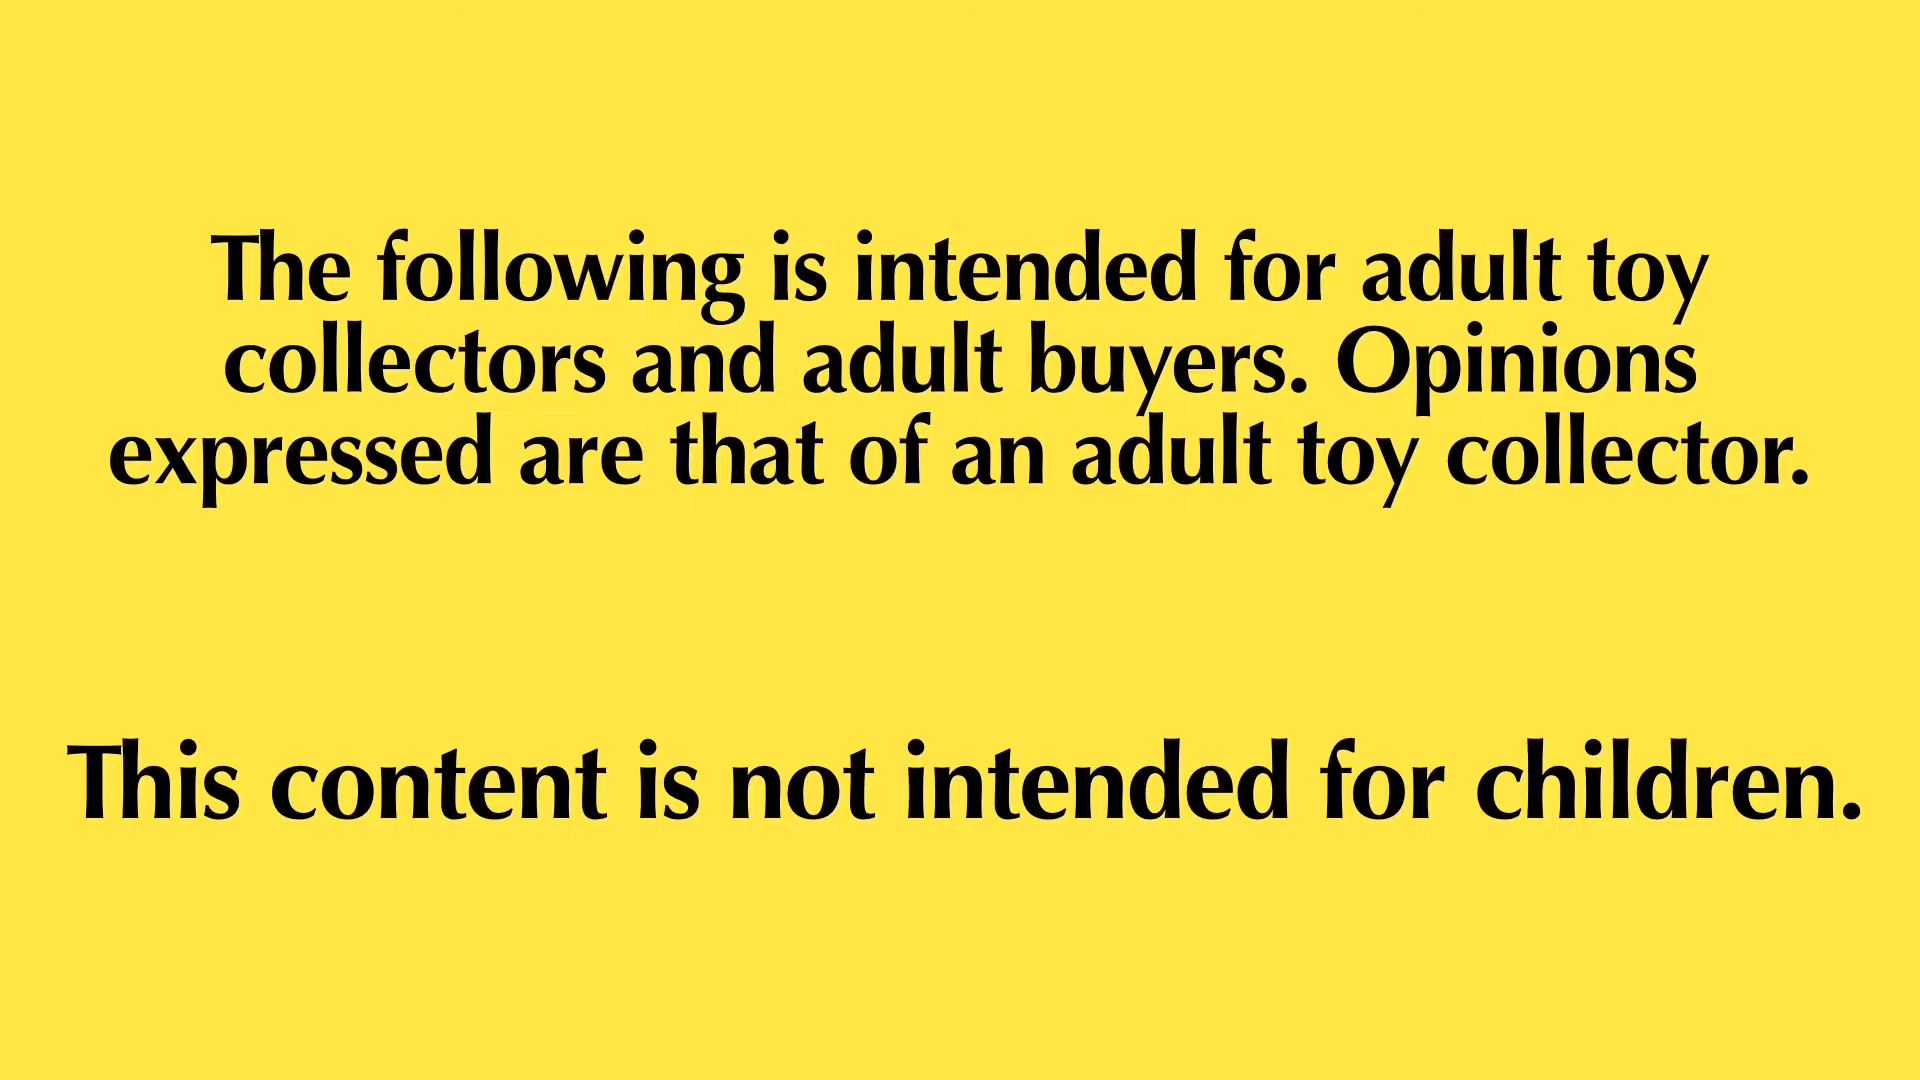 The following is intended for adult toy
collectors and adult buyers. Opinions
expressed are that of an adult toy collector.
This content is not intended for children.